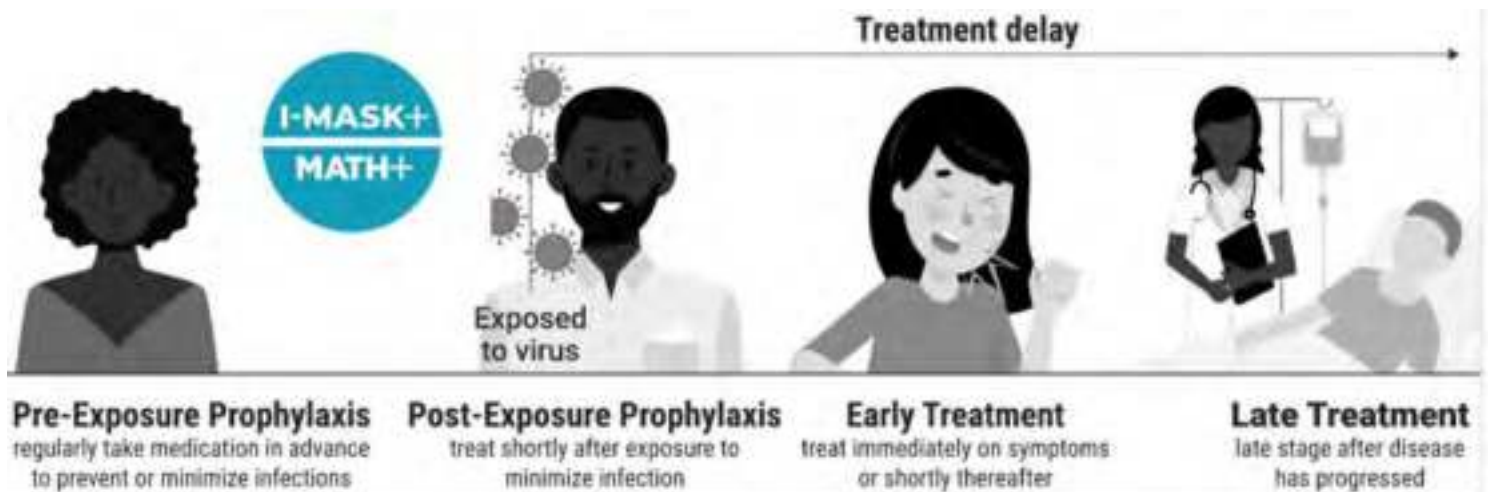 Treatment delay
I-MASK+
MATH+
Exposed
to virus
Pre-Exposure Prophylaxis
regularly take medication in advance
to prevent or minimize infections
Post-Exposure Prophylaxis
treat shortly after exposure to
minimize infection
Early Treatment
treat immediately on symptoms
or shortly thereafter
Late Treatment
late stage after disease
has progressed